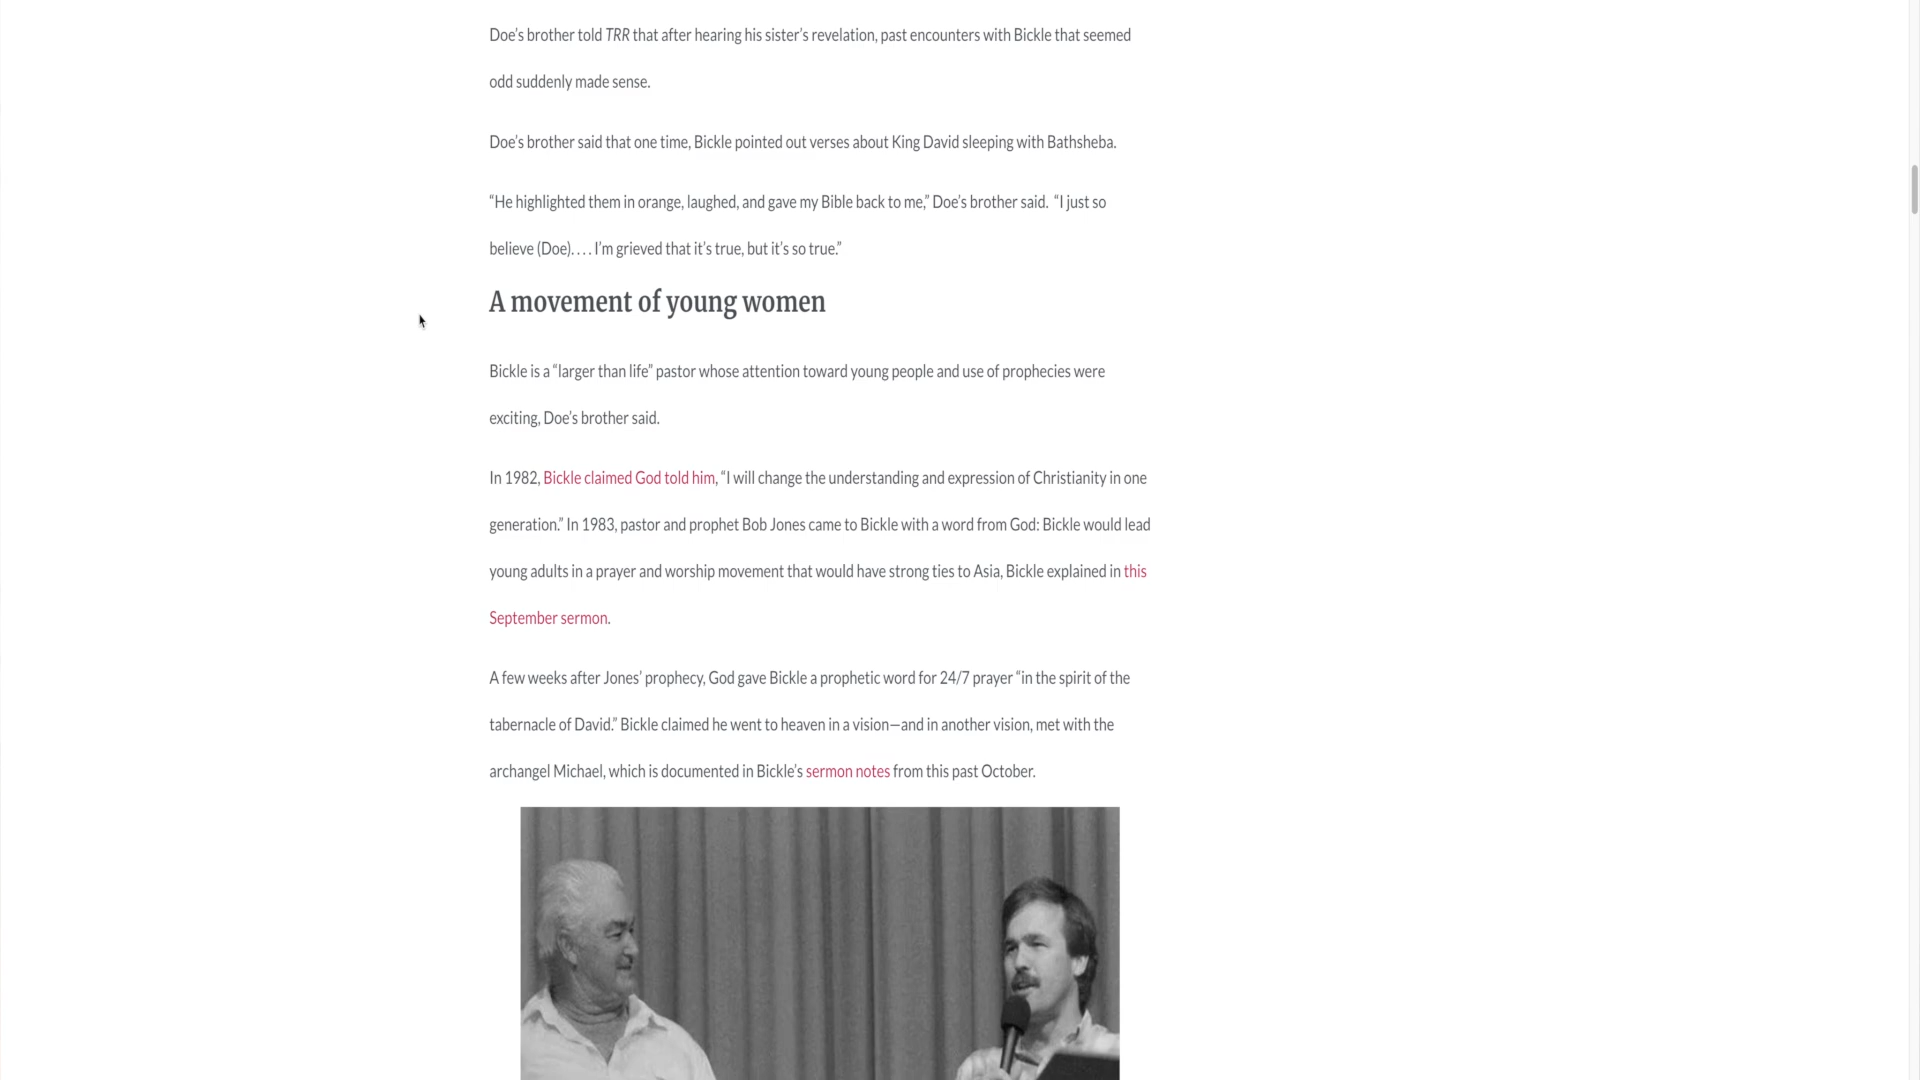 Doe’s brother told TRR that after hearing his sister’s revelation, past encounters with Bickle that seemed
odd suddenly made sense.
Doe’s brother said that one time, Bickle pointed out verses about King David sleeping with Bathsheba.
“He highlighted them in orange, laughed, and gave my Bible back to me,” Doe’s brother said.  “I just so
believe (Doe). . . . I’m grieved that it’s true, but it’s so true.”
A movement of young women
Bickle is a “larger than life” pastor whose attention toward young people and use of prophecies were
exciting, Doe’s brother said.
In 1982, Bickle claimed God told him, “I will change the understanding and expression of Christianity in one
generation.” In 1983, pastor and prophet Bob Jones came to Bickle with a word from God: Bickle would lead
young adults in a prayer and worship movement that would have strong ties to Asia, Bickle explained in this
September sermon.
A few weeks after Jones’ prophecy, God gave Bickle a prophetic word for 24/7 prayer “in the spirit of the
tabernacle of David.” Bickle claimed he went to heaven in a vision—and in another vision, met with the
archangel Michael, which is documented in Bickle’s sermon notes from this past October.